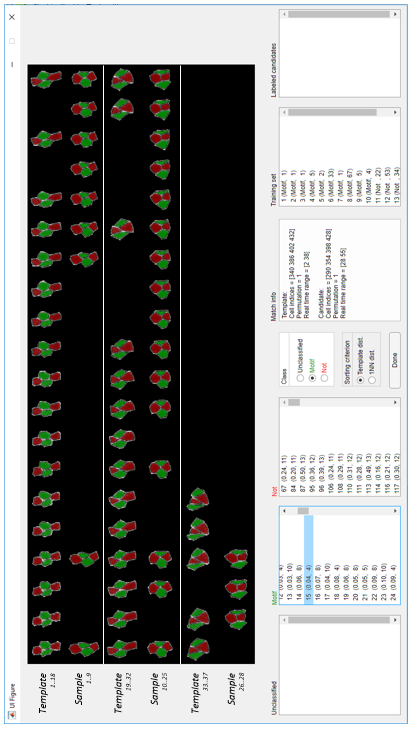 UI Figure
Template
1..18
Sample
1..9
Template
19..32
Sample
10..25
Template
33..37
Sample
26..28
Unclassified
Motif
12 (0.03, 4)
13 (0.03, 10)
14 (0.06, 8)
15 (0.04, 4)
16 (0.07, 8)
17 (0.04, 10)
18 (0.08, 4)
19 (0.06, 8)
20 (0.05, 8)
21 (0.05, 5)
22 (0.09, 8)
23 (0.10, 5)
24 (0.09, 4)
Not
67 (0.24, 11)
84 (0.29, 11)
87 (0.50, 13)
95 (0.36, 12)
96 (0.39, 13)
106 (0.24, 11)
108 (0.29, 11)
110 (0.31, 12)
111 (0.28, 12)
113 (0.49, 13)
114 (0.16, 12)
116 (0.21, 12)
117 (0.30, 12)
Class
Unclassified
Motif
Not
Sorting criterion
Template dist.
1NN dist.
Done
Match info
Template:
Cell indices = [340 386 402 432]
Permutation = 1
Real time range = [2 38]
Candidate:
Cell indices = [290 354 398 428]
Permutation = 1
Real time range = [28 55]
Training set
1 (Motif, 1)
2 (Motif, 1)
3 (Motif, 1)
4 (Motif, 5)
5 (Motif, 2)
6 (Motif, 33)
7 (Motif, 1)
8 (Motif, 67)
9 (Motif, 5)
10 (Motif, 4)
11 (Not , 22)
12 (Not , 53)
13 (Not , 34)
Labeled candidates